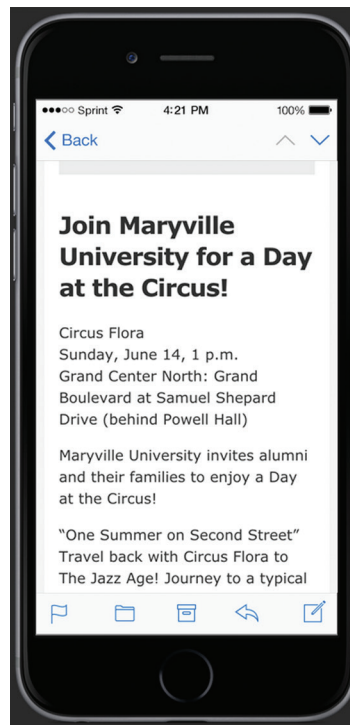 Sprint 4:21 PM 100%
Back
Join Maryville
University for a Day
at the Circus!
Circus Flora
Sunday, June 14, 1 p.m.
Grand Center North: Grand
Boulevard at Samuel Shepard
Drive (behind Powell Hall)
Maryville University invites alumni
and their families to enjoy a Day
at the Circus!
“One Summer on Second Street”
Travel back with Circus Flora to
The Jazz Age! Journey to a typical